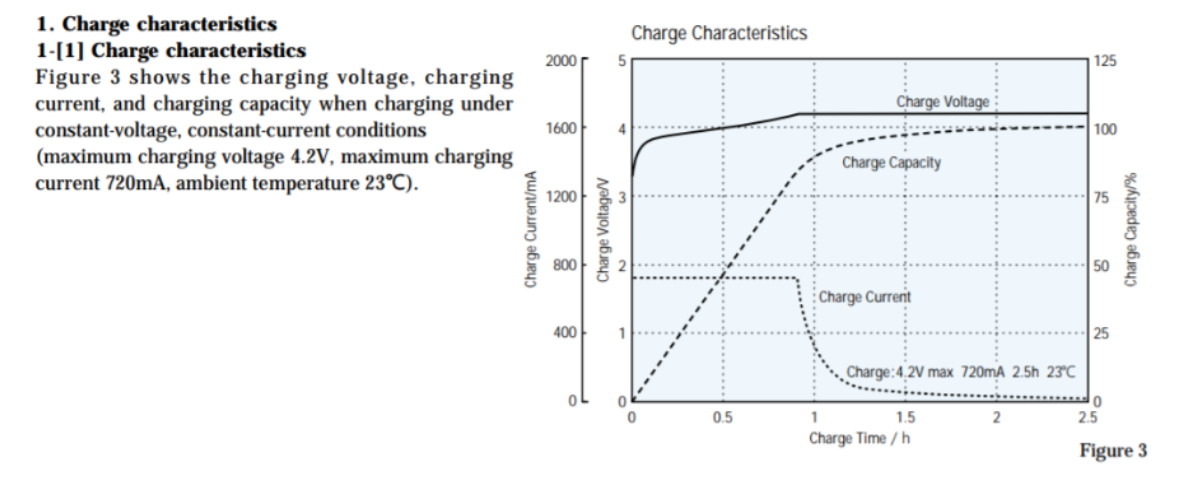 1. Charge characteristics
1-[1] Charge characteristics
Figure 3 shows the charging voltage, charging
current, and charging capacity when charging under
constant-voltage, constant-current conditions
(maximum charging voltage 4.2V, maximum charging
current 720mA, ambient temperature 23℃).
Charge Characteristics
Charge Current/mA
2000
1600
1200
800
400
0
Charge Voltage/V
5
4
3
2
1
0
Charge Voltage
Charge Capacity
Charge Current
Charge:4.2V max 720mA 2.5h 23℃
125
100
75
50
25
0
Charge Capacity/%
0 0.5 1 1.5 2 2.5
Charge Time / h
Figure 3